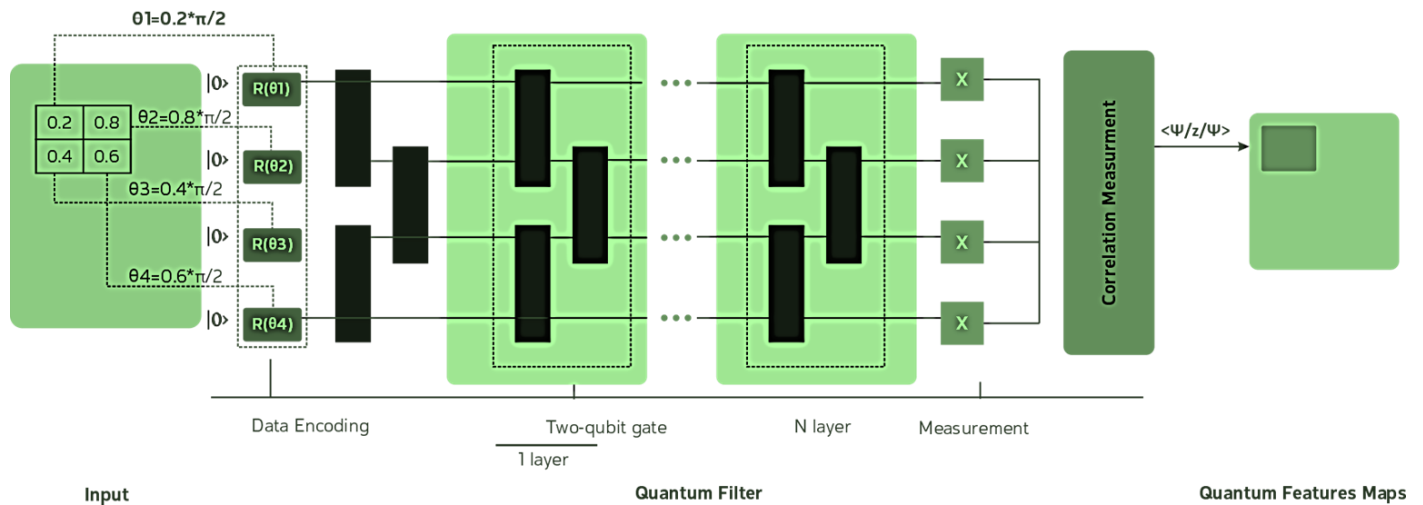 θ1=0.2*π/2
|0> R(θ1)
0.2 0.8
θ2=0.8*π/2
0.4 0.6
|0> R(θ2)
θ3=0.4*π/2
|0> R(θ3)
θ4=0.6*π/2
|0> R(θ4)
X
X
X
X
Correlation Measurment
<Ψ/z/Ψ>
Data Encoding
Two-qubit gate
N layer
Measurement
1 layer
Input
Quantum Filter
Quantum Features Maps